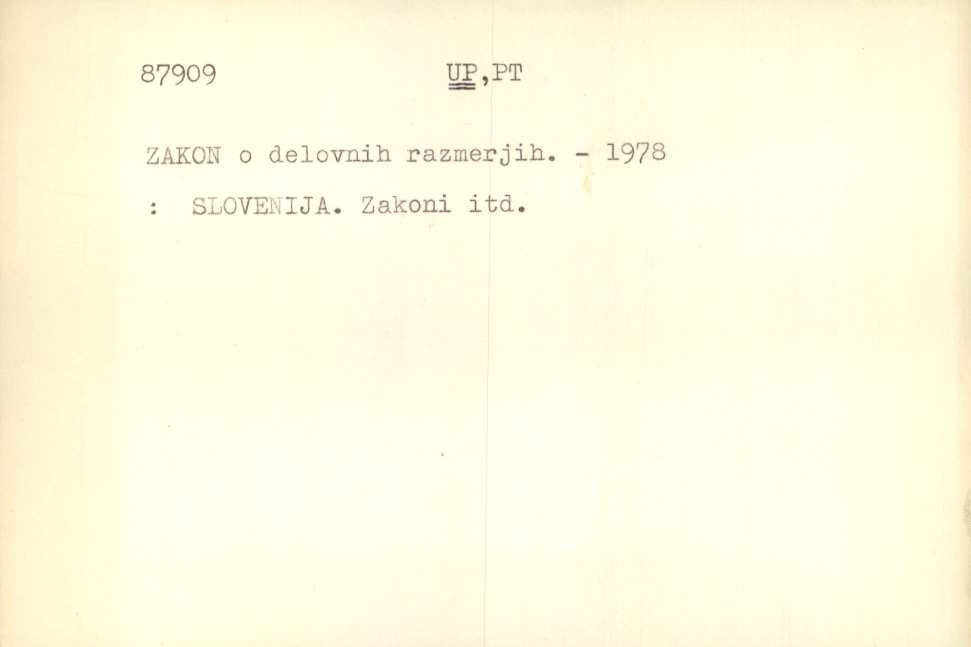 87909 UP,PT
ZAKON o delovnih razmerjih. - 1978
: SLOVENIJA. Zakoni itd.